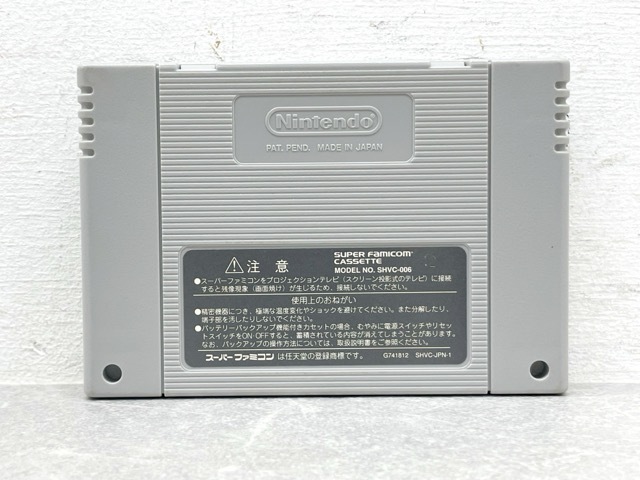 Nintendo
PAT. PEND. MADE IN JAPAN
⚠注 意
SUPER FAMICOM
CASSETTE
MODEL NO. SHVC-006
●スーパーファミコンをプロジェクションテレビ(スクリーン投影式のテレビ)に接続
すると残像現象(画面焼け)が生じるため、接続しないでください。
使用上のおねがい
●精密機器につき、極端な温度変化やショックを避けてください。また分解したり、
端子部を汚したりしないでください。
●バッテリーバックアップ機能付きカセットの場合、むやみに電源スイッチやリセッ
トスイッチをON・OFFすると、蓄積されている内容が消えてしまうことがあります。
なお、バックアップの操作方法については、取扱説明書をご参照ください。
スーパーファミコン は任天堂の登録商標です。
G741812 SHVC-JPN-1